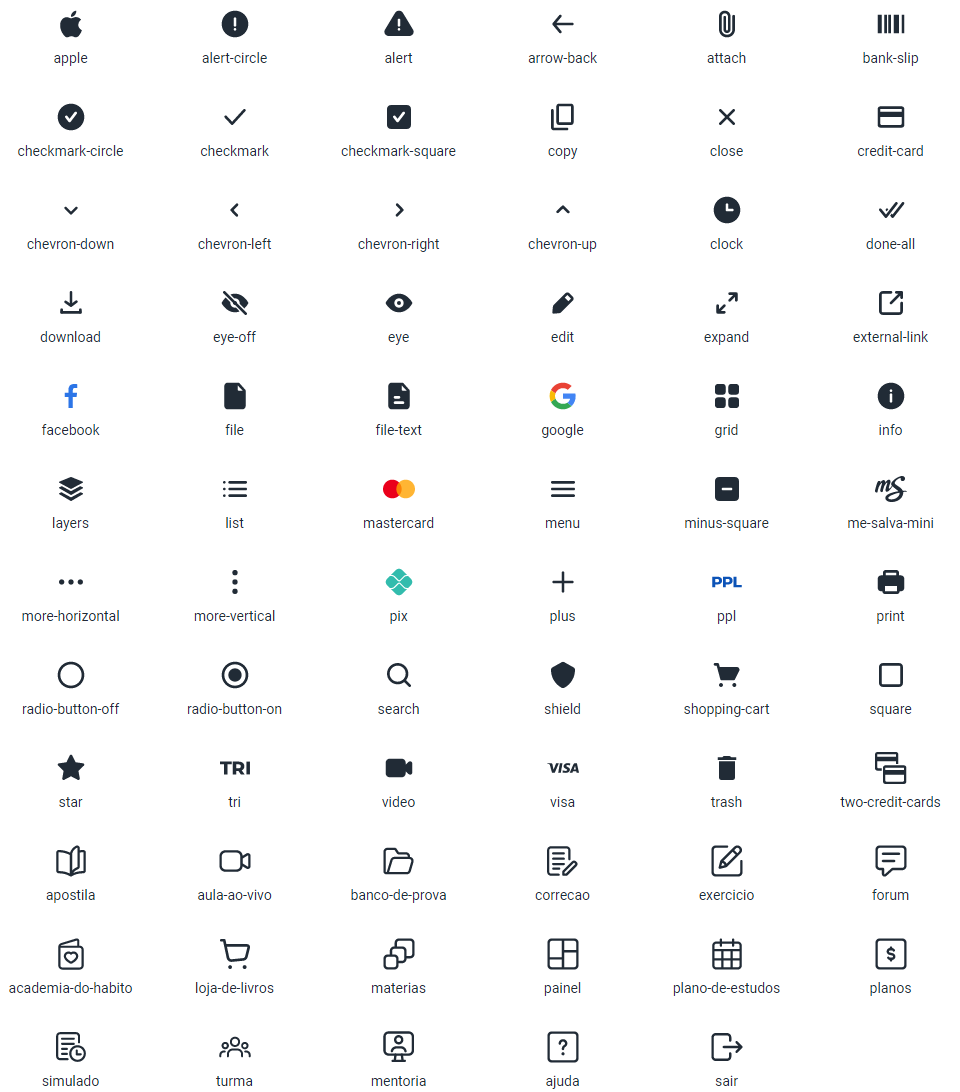 apple alert-circle alert arrow-back attach bank-slip
checkmark-circle checkmark checkmark-square copy close credit-card
chevron-down chevron-left chevron-right chevron-up clock done-all
download eye-off eye edit expand external-link
facebook file file-text google grid info
mS
layers list mastercard menu minus-square me-salva-mini
PPL
more-horizontal more-vertical pix plus ppl print
radio-button-off radio-button-on search shield shopping-cart square
TRI VISA
star tri video visa trash two-credit-cards
apostila aula-ao-vivo banco-de-prova correcao exercicio forum
$
academia-do-habito loja-de-livros materias painel plano-de-estudos planos
?
simulado turma mentoria ajuda sair